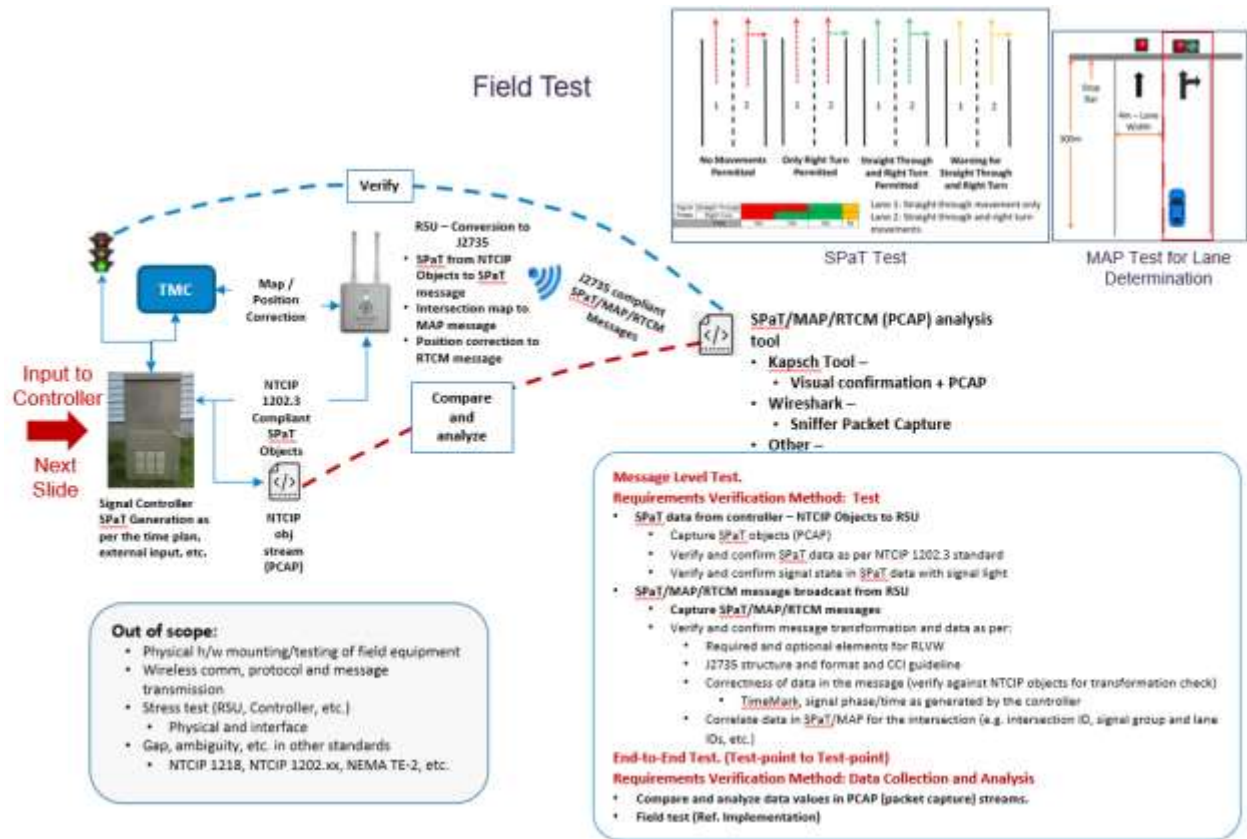 Field Test
1
2
1
2
1
2
1
2
No Movements
Permitted
Only Right Turn
Permitted
Straight Through
and Right Turn
Permitted
Warning for
Straight Through
and Right Turn
Lane 1: Straight through movement only
Lane 2: Straight through and right turn
movements
SPaT Test
Stop
Bar
4m – Lane
Width
300m
MAP Test for Lane
Determination
Verify
TMC
Map /
Position
Correction
RSU – Conversion to
J2735
• SPaT from NTCIP
Objects to SPaT
message
• Intersection map to
MAP message
• Position correction to
RTCM message
J2735 compliant
SPaT/MAP/RTCM
Messages
Input to
Controller
Next
Slide
NTCIP
1202.3
Compliant
SPaT
Objects
Compare
and
analyze
Signal Controller
SPaT Generation as
per the time plan,
external input, etc.
NTCIP
obj
stream
(PCAP)
SPaT/MAP/RTCM (PCAP) analysis
tool
• Kapsch Tool –
• Visual confirmation + PCAP
• Wireshark –
• Sniffer Packet Capture
• Other –
Out of scope:
• Physical h/w mounting/testing of field equipment
• Wireless comm, protocol and message
transmission
• Stress test (RSU, Controller, etc.)
• Physical and interface
• Gap, ambiguity, etc. in other standards
• NTCIP 1218, NTCIP 1202.xx, NEMA TE-2, etc.
Message Level Test.
Requirements Verification Method: Test
• SPaT data from controller – NTCIP Objects to RSU
• Capture SPaT objects (PCAP)
• Verify and confirm SPaT data as per NTCIP 1202.3 standard
• Verify and confirm signal state in SPaT data with signal light
• SPaT/MAP/RTCM message broadcast from RSU
• Capture SPaT/MAP/RTCM messages
• Verify and confirm message transformation and data as per:
• Required and optional elements for RLVW
• J2735 structure and format and CCI guideline
• Correctness of data in the message (verify against NTCIP objects for transformation check)
• TimeMark, signal phase/time as generated by the controller
• Correlate data in SPaT/MAP for the intersection (e.g. intersection ID, signal group and lane
IDs, etc.)
End-to-End Test. (Test-point to Test-point)
Requirements Verification Method: Data Collection and Analysis
• Compare and analyze data values in PCAP (packet capture) streams.
• Field test (Ref. Implementation)